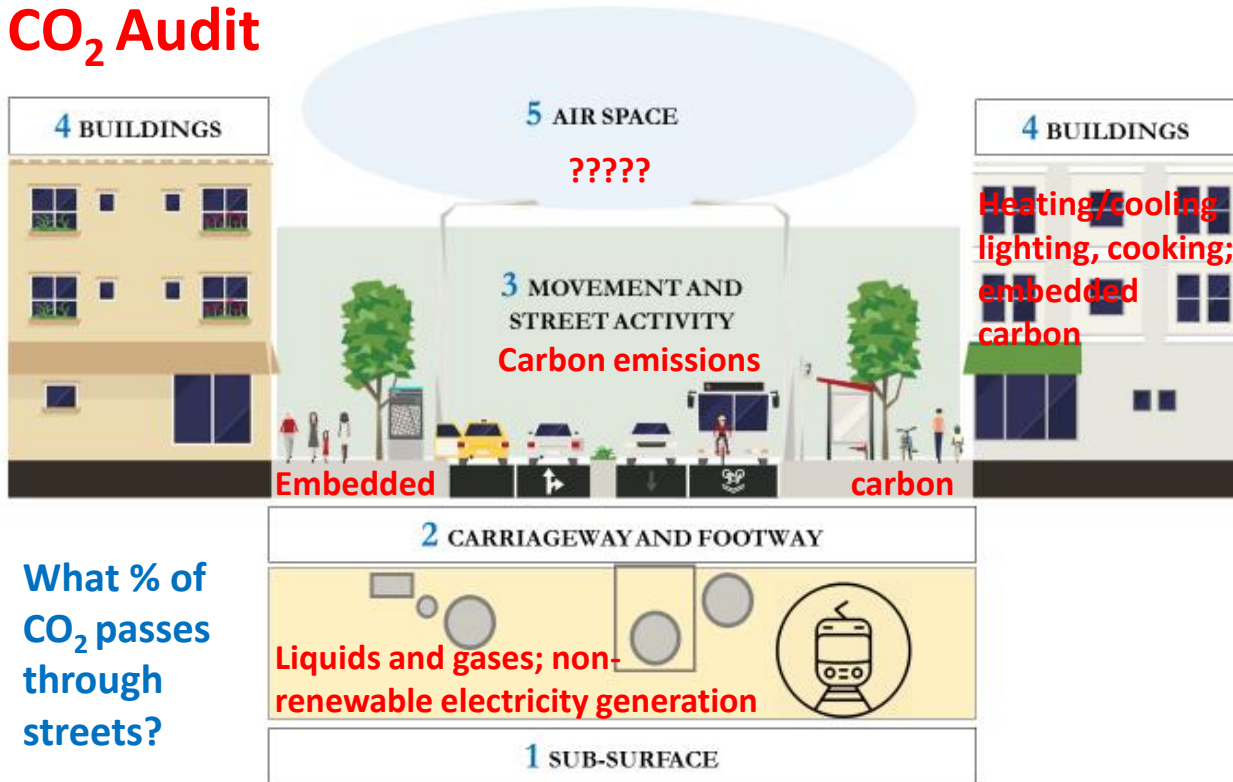 CO₂ Audit
5 AIR SPACE
?????
4 BUILDINGS
4 BUILDINGS
Heating/cooling
lighting, cooking;
embedded
carbon
3 MOVEMENT AND
STREET ACTIVITY
Carbon emissions
Embedded
carbon
2 CARRIAGEWAY AND FOOTWAY
What % of
CO₂ passes
through
streets?
Liquids and gases; non-
renewable electricity generation
1 SUB-SURFACE